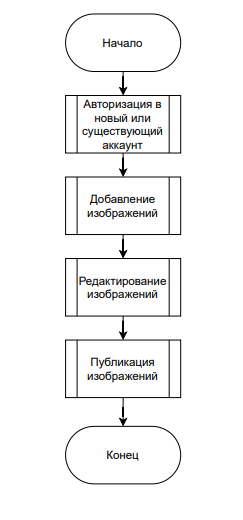 Начало
Авторизация в
новый или
существующий
аккаунт
Добавление
изображений
Редактирование
изображений
Публикация
изображений
Конец